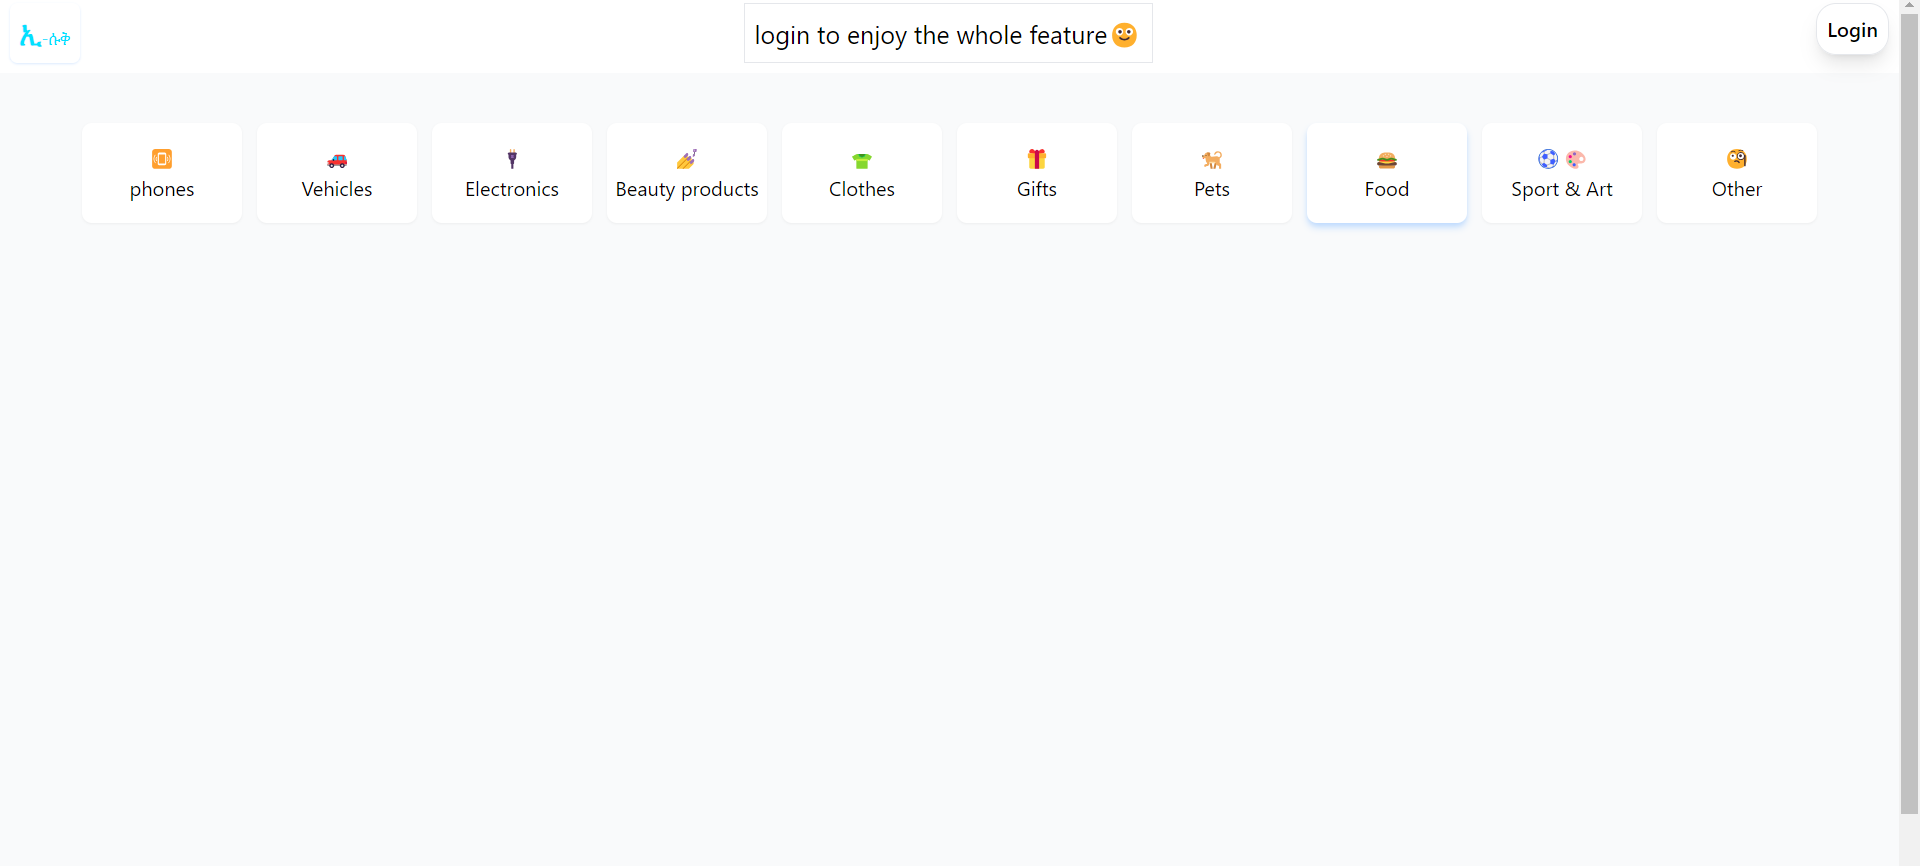 ኢ-ሱቅ
login to enjoy the whole feature
Login
phones
Vehicles
Electronics
Beauty products
Clothes
Gifts
Pets
Food
Sport & Art
Other